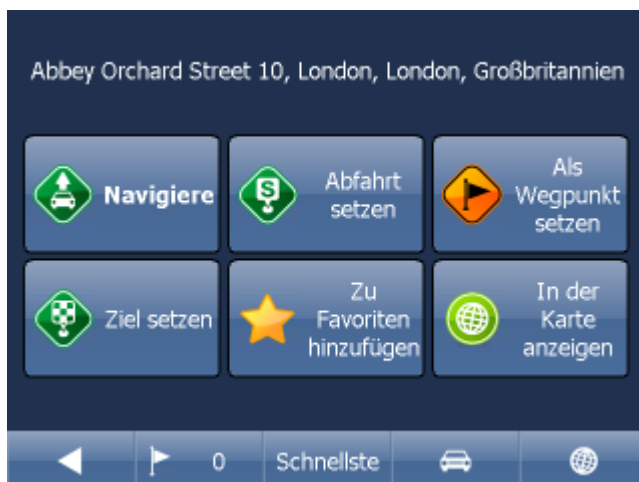 Abbey Orchard Street 10, London, London, Großbritannien
Navigiere
Abfahrt
setzen
Als
Wegpunkt
setzen
Ziel setzen
Zu
Favoriten
hinzufügen
In der
Karte
anzeigen
0
Schnellste